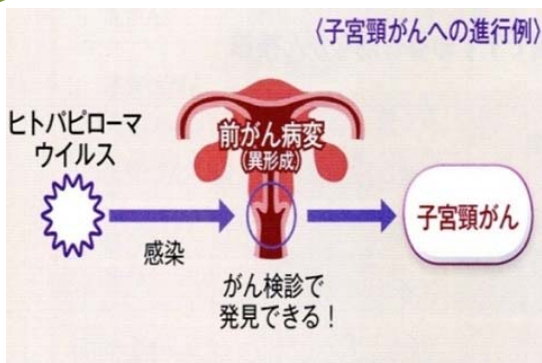 〈子宮頸がんへの進行例〉
ヒトパピローマ
ウイルス
前がん病変
(異形成)
感染
子宮頸がん
がん検診で
発見できる！